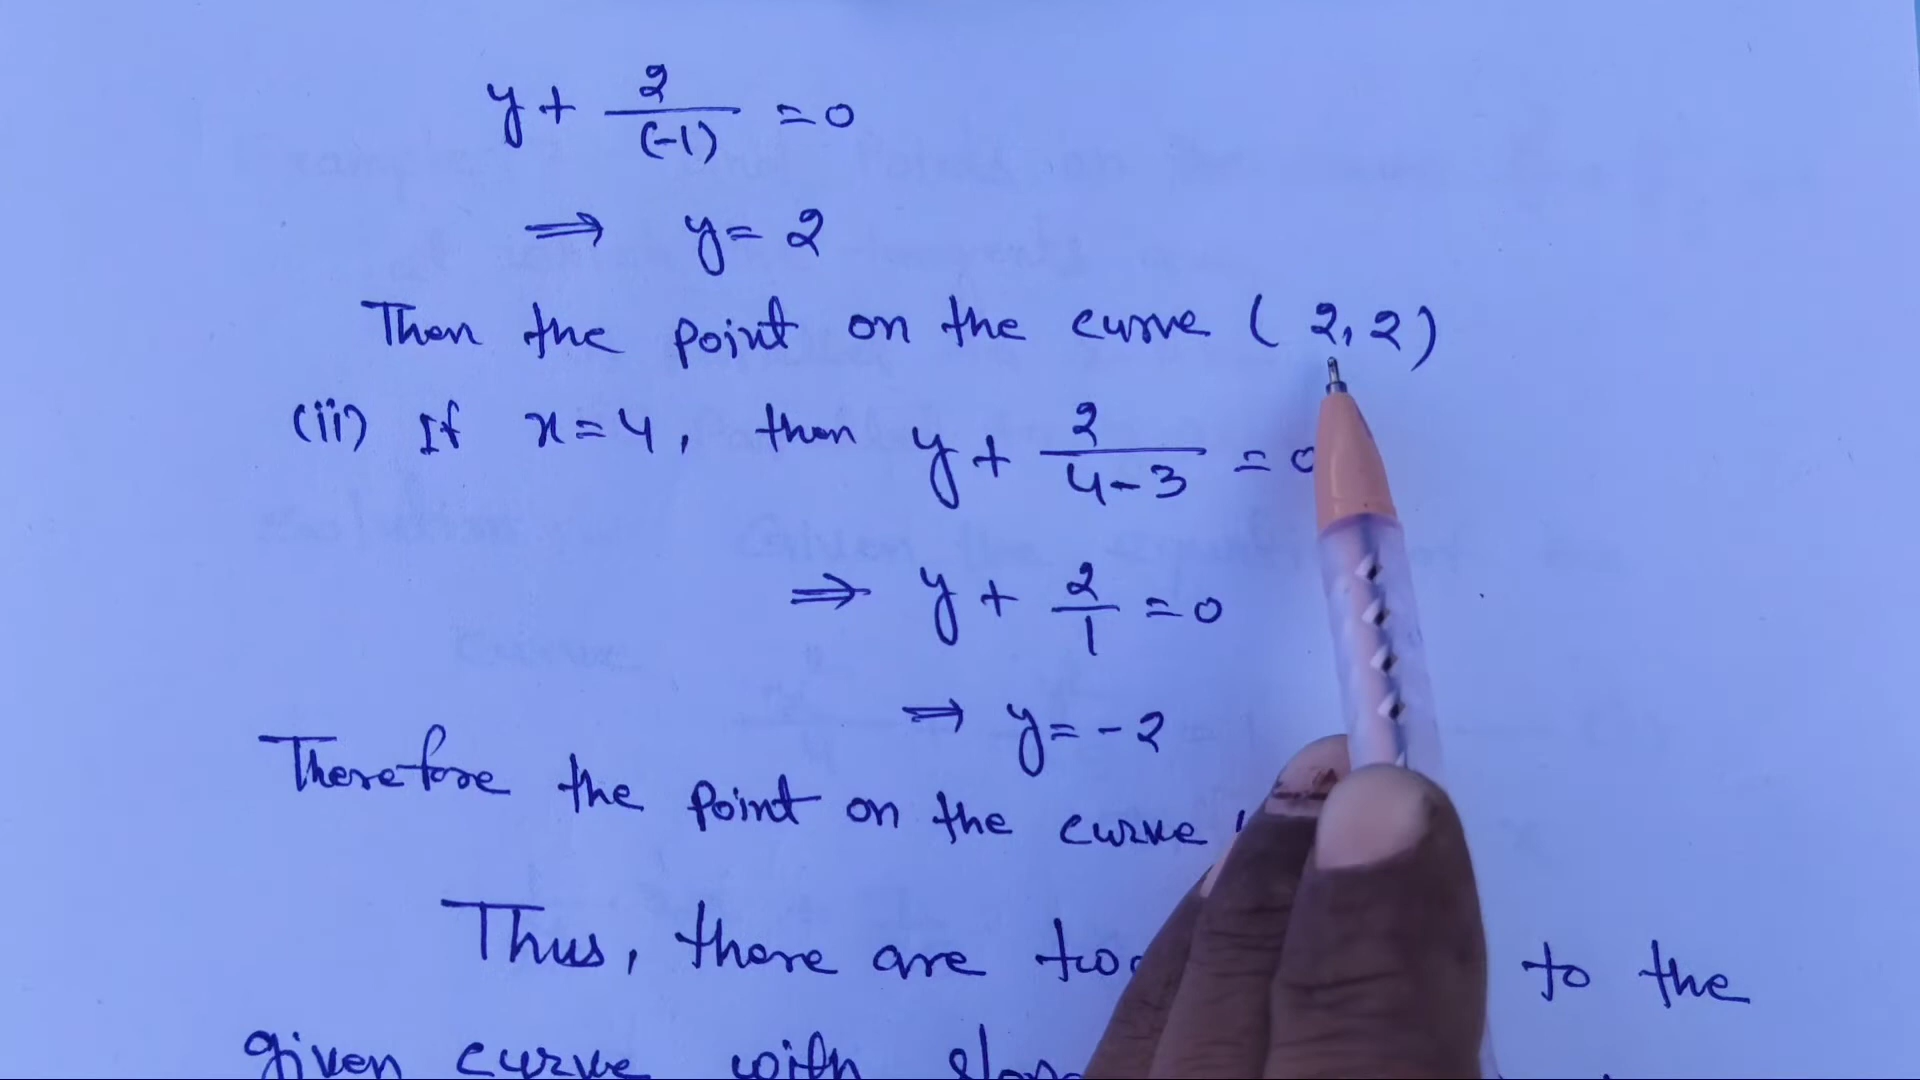 y + 2/(-1) = 0
⇒ y = 2
Then the point on the curve ( 2, 2)
(ii) If x = 4, then y + 2/(4-3) = 0
⇒ y + 2/1 = 0
⇒ y = -2
Therefore the point on the curve (
Thus, there are two to the
given curve with